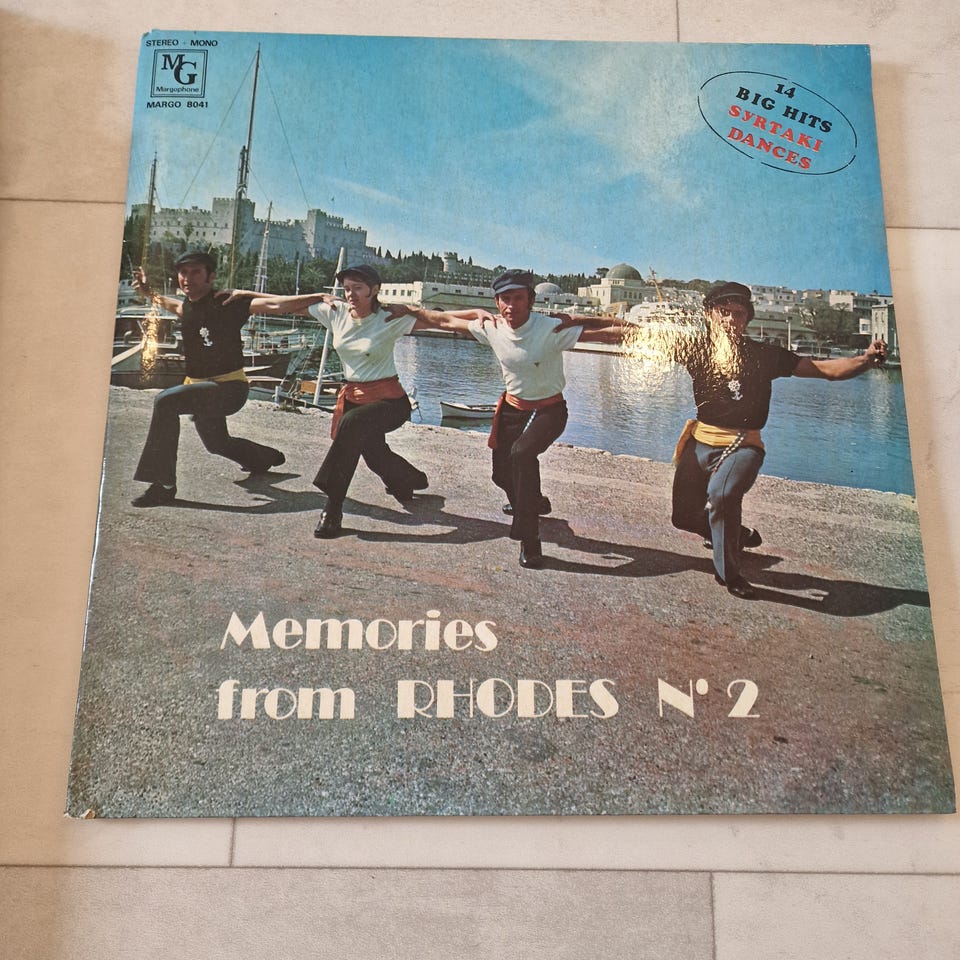 STEREO + MONO
MG
Margophone
MARGO 8041
14
BIG HITS
SyRTAKI
DANCES
Memories
from RHODES N° 2